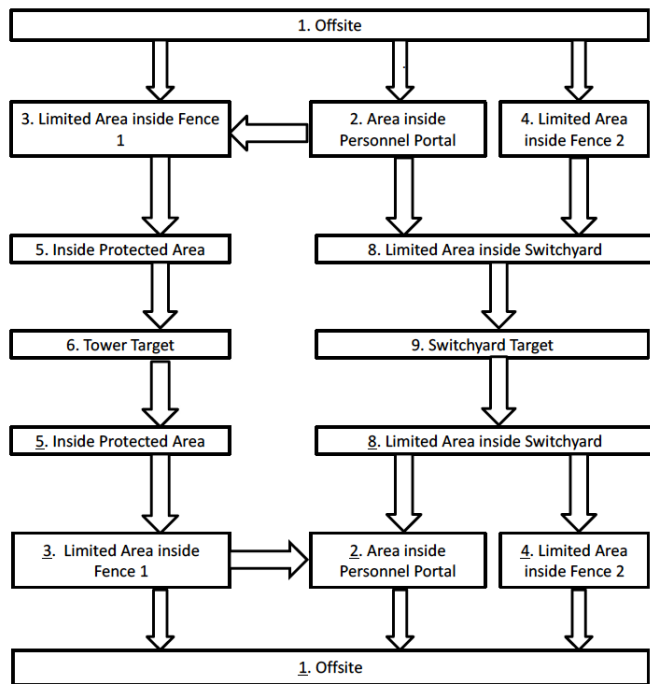 1. Offsite
3. Limited Area inside Fence
1
2. Area inside
Personnel Portal
4. Limited Area
inside Fence 2
5. Inside Protected Area
8. Limited Area inside Switchyard
6. Tower Target
9. Switchyard Target
5. Inside Protected Area
8. Limited Area inside Switchyard
3. Limited Area inside
Fence 1
2. Area inside
Personnel Portal
4. Limited Area
inside Fence 2
1. Offsite